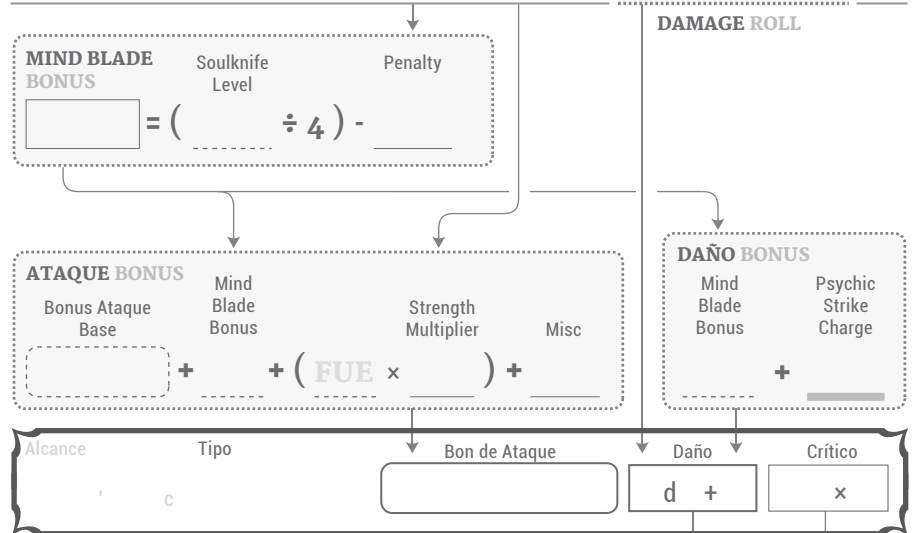 DAMAGE ROLL
MIND BLADE
BONUS
Soulknife
Level
Penalty
= ( ÷ 4 ) -
ATAQUE BONUS
Bonus Ataque
Base
Mind
Blade
Bonus
Strength
Multiplier
Misc
+ + ( FUE × ) +
DAÑO BONUS
Mind
Blade
Bonus
Psychic
Strike
Charge
+
Alcance
Tipo
Bon de Ataque
Daño
Crítico
' c
d +
×